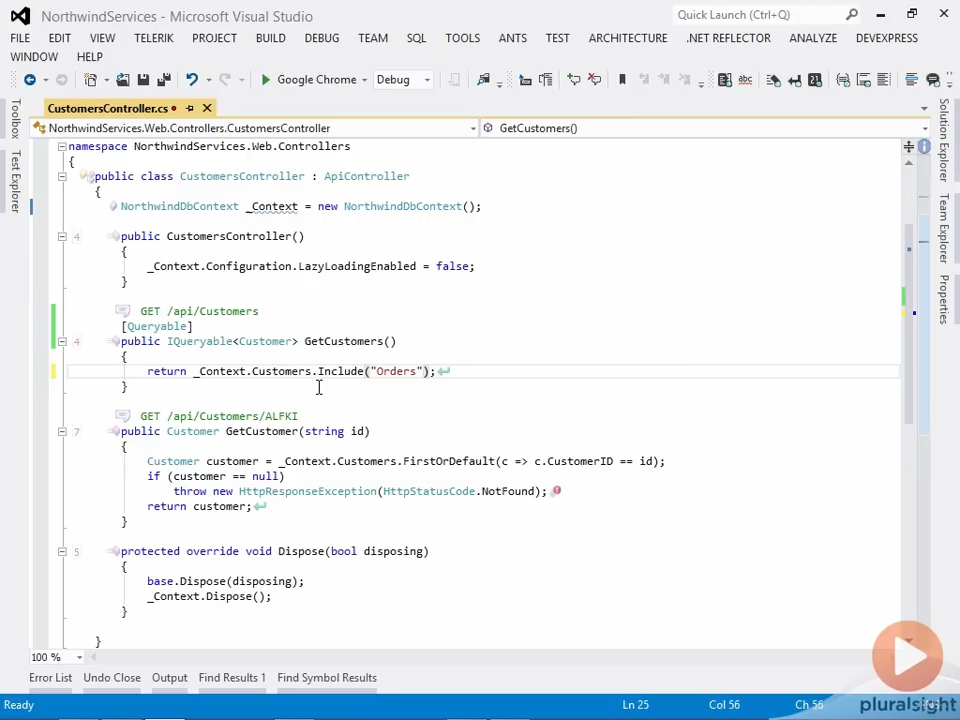 NorthwindServices - Microsoft Visual Studio
Quick Launch (Ctrl+Q)
FILE EDIT VIEW TELERIK PROJECT BUILD DEBUG TEAM SQL TOOLS ANTS TEST ARCHITECTURE .NET REFLECTOR ANALYZE DEVEXPRESS
WINDOW HELP
Google Chrome Debug
CustomersController.cs
NorthwindServices.Web.Controllers.CustomersController GetCustomers()
Toolbox
Test Explorer
Solution Explorer
Team Explorer
Properties
namespace NorthwindServices.Web.Controllers
{
public class CustomersController : ApiController
{
NorthwindDbContext _Context = new NorthwindDbContext();
4 public CustomersController()
{
_Context.Configuration.LazyLoadingEnabled = false;
}
GET /api/Customers
[Queryable]
4 public IQueryable<Customer> GetCustomers()
{
return _Context.Customers.Include("Orders");
}
GET /api/Customers/ALFKI
7 public Customer GetCustomer(string id)
{
Customer customer = _Context.Customers.FirstOrDefault(c => c.CustomerID == id);
if (customer == null)
throw new HttpResponseException(HttpStatusCode.NotFound);
return customer;
}
5 protected override void Dispose(bool disposing)
{
base.Dispose(disposing);
_Context.Dispose();
}
}
100 %
Error List Undo Close Output Find Results 1 Find Symbol Results
Ready Ln 25 Col 56 Ch 56
pluralsight